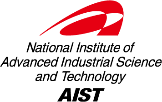 National Institute of
Advanced Industrial Science
and Technology
AIST